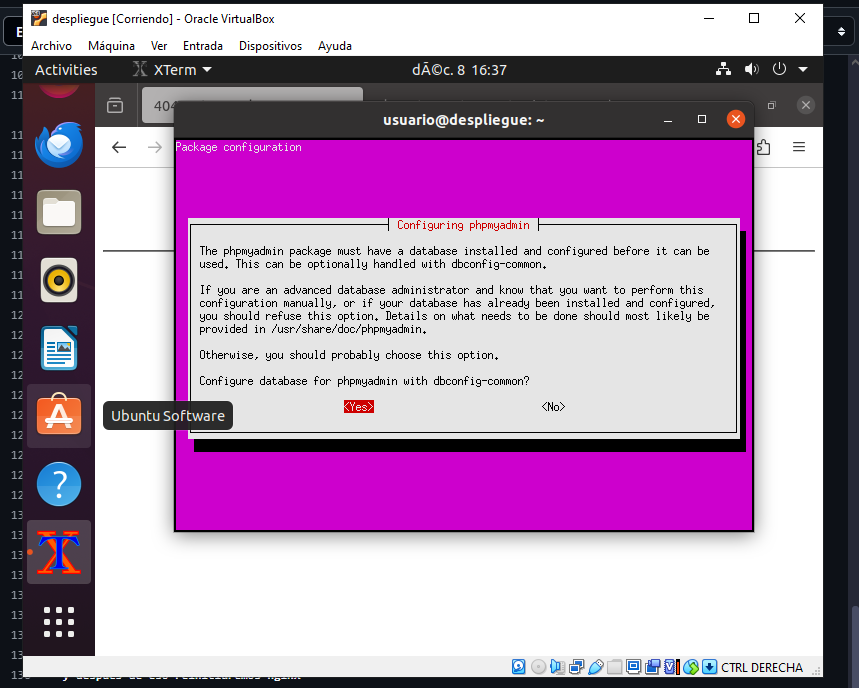 despliegue [Corriendo] - Oracle VirtualBox
Archivo Máquina Ver Entrada Dispositivos Ayuda
Activities XTerm dÃ©c. 8 16:37
404
usuario@despliegue: ~
Package configuration
Configuring phpmyadmin
The phpmyadmin package must have a database installed and configured before it can be
used. This can be optionally handled with dbconfig-common.
If you are an advanced database administrator and know that you want to perform this
configuration manually, or if your database has already been installed and configured,
you should refuse this option. Details on what needs to be done should most likely be
provided in /usr/share/doc/phpmyadmin.
Otherwise, you should probably choose this option.
Configure database for phpmyadmin with dbconfig-common?
<Yes> <No>
Ubuntu Software
CTRL DERECHA